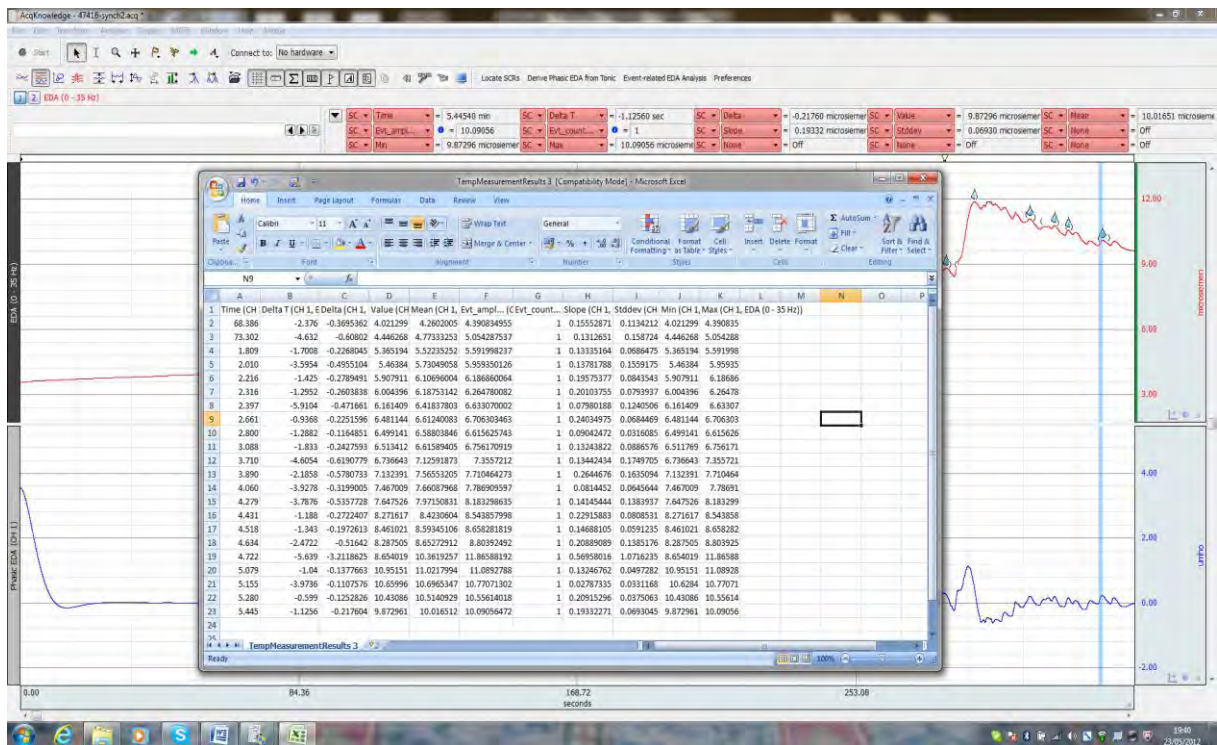 AcqKnowledge - 47418-synch2.acq *
Start Connect to: No hardware
Locate SCRs Derive Phasic EDA from Tonic Event-related EDA Analysis Preferences
1 2 EDA (0 - 35 Hz)
SC Time = 5.44540 min SC Delta T = -1.12560 sec SC Delta = -0.21760 microsiemer SC Value = 9.87296 microsiemer SC Mean = 10.01651 microsieme
SC Evt_ampl... = 10.09056 SC Evt_count... = 1 SC Slope = 0.19332 microsiemer SC Stddev = 0.06930 microsiemer SC None = Off
SC Min = 9.87296 microsiemer SC Max = 10.09056 microsieme SC None = Off SC None = Off SC None = Off
TempMeasurementResults 3 [Compatibility Mode] - Microsoft Excel
Home Insert Page Layout Formulas Data Review View
Paste Calibri 11 Wrap Text General Conditional Formatting Format as Table Cell Styles Insert Delete Format AutoSum Fill Clear Sort & Filter Find & Select
B I U Merge & Center
Clipboa... Font Alignment Number Styles Cells Editing
N9 fx
A B C D E F G H I J K L M N O P
1 Time (CH Delta T (CH 1, E Delta (CH 1, Value (CH Mean (CH 1, Evt_ampl... (C Evt_count... Slope (CH 1, Stddev (CH Min (CH 1, Max (CH 1, EDA (0 - 35 Hz))
2 68.386 -2.376 -0.3695362 4.021299 4.2602005 4.390834955 1 0.15552871 0.1134212 4.021299 4.390835
3 73.302 -4.632 -0.60802 4.446268 4.77333253 5.054287537 1 0.1312651 0.158724 4.446268 5.054288
4 1.809 -1.7008 -0.2268045 5.365194 5.52235252 5.591998237 1 0.13335164 0.0686475 5.365194 5.591998
5 2.010 -3.5954 -0.4955104 5.46384 5.73049058 5.959350126 1 0.13781788 0.1559175 5.46384 5.95935
6 2.216 -1.425 -0.2789491 5.907911 6.10696004 6.186860064 1 0.19575377 0.0843543 5.907911 6.18686
7 2.316 -1.2952 -0.2603838 6.004396 6.18753142 6.264780082 1 0.20103755 0.0793937 6.004396 6.26478
8 2.397 -5.9104 -0.471661 6.161409 6.41837803 6.633070002 1 0.07980188 0.1240506 6.161409 6.63307
9 2.661 -0.9368 -0.2251596 6.481144 6.61240083 6.706303463 1 0.24034975 0.0684469 6.481144 6.706303
10 2.800 -1.2882 -0.1164851 6.499141 6.58803846 6.615625743 1 0.09042472 0.0316085 6.499141 6.615626
11 3.088 -1.833 -0.2427593 6.513412 6.61589405 6.756170919 1 0.13243822 0.0886576 6.511769 6.756171
12 3.710 -4.6054 -0.6190779 6.736643 7.12591873 7.3557212 1 0.13442434 0.1749705 6.736643 7.355721
13 3.890 -2.1858 -0.5780733 7.132391 7.56553205 7.710464273 1 0.2644676 0.1635094 7.132391 7.710464
14 4.060 -3.9278 -0.3199005 7.467009 7.66087968 7.786909597 1 0.0814452 0.0645644 7.467009 7.78691
15 4.279 -3.7876 -0.5357728 7.647526 7.97150831 8.183298635 1 0.14145444 0.1383937 7.647526 8.183299
16 4.431 -1.188 -0.2722407 8.271617 8.4230604 8.543857998 1 0.22915883 0.0808531 8.271617 8.543858
17 4.518 -1.343 -0.1972613 8.461021 8.59345106 8.658281819 1 0.14688105 0.0591235 8.461021 8.658282
18 4.634 -2.4722 -0.51642 8.287505 8.65272912 8.80392492 1 0.20889089 0.1385176 8.287505 8.803925
19 4.722 -5.639 -3.2118625 8.654019 10.3619257 11.86588192 1 0.56958016 1.0716235 8.654019 11.86588
20 5.079 -1.04 -0.1377663 10.95151 11.0217994 11.0892788 1 0.13246762 0.0497282 10.95151 11.08928
21 5.155 -3.9736 -0.1107576 10.65996 10.6965347 10.77071302 1 0.02787335 0.0331168 10.6284 10.77071
22 5.280 -0.599 -0.1252826 10.43086 10.5140929 10.55614018 1 0.20915296 0.0375063 10.43086 10.55614
23 5.445 -1.1256 -0.217604 9.872961 10.016512 10.09056472 1 0.19332271 0.0693045 9.872961 10.09056
24
25
TempMeasurementResults 3
Ready 100%
EDA (0 - 35 Hz)
12.00
9.00
microsiemen
3.00
Phasic EDA (CH 1)
4.00
2.00
umho
0.00
-2.00
0.00 84.36 168.72 253.08
seconds
19:40
23/05/2012